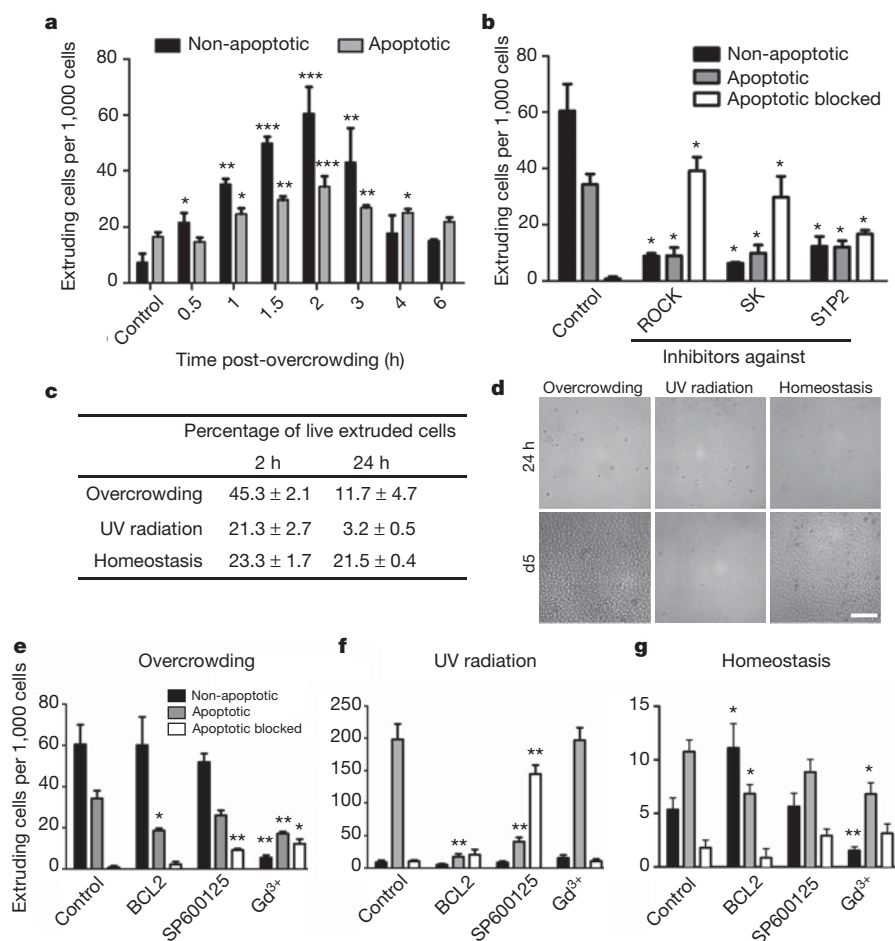 a
Non-apoptotic
Apoptotic
Extruding cells per 1,000 cells
80
60
40
20
0
*
**
*
***
**
***
***
**
**
*
Control
0.5
1
1.5
2
3
4
6
Time post-overcrowding (h)
b
Non-apoptotic
Apoptotic
Apoptotic blocked
Extruding cells per 1,000 cells
80
60
40
20
0
* * *
* * *
* * *
Control
ROCK
SK
S1P2
Inhibitors against
c
Percentage of live extruded cells
2 h 24 h
Overcrowding 45.3 ± 2.1 11.7 ± 4.7
UV radiation 21.3 ± 2.7 3.2 ± 0.5
Homeostasis 23.3 ± 1.7 21.5 ± 0.4
d
Overcrowding UV radiation Homeostasis
24 h
d5
e
Overcrowding
Non-apoptotic
Apoptotic
Apoptotic blocked
Extruding cells per 1,000 cells
80
60
40
20
0
*
**
** ** *
Control
BCL2
SP600125
Gd3+
f
UV radiation
250
200
150
100
50
0
**
** **
Control
BCL2
SP600125
Gd3+
g
Homeostasis
15
10
5
0
* *
** *
Control
BCL2
SP600125
Gd3+